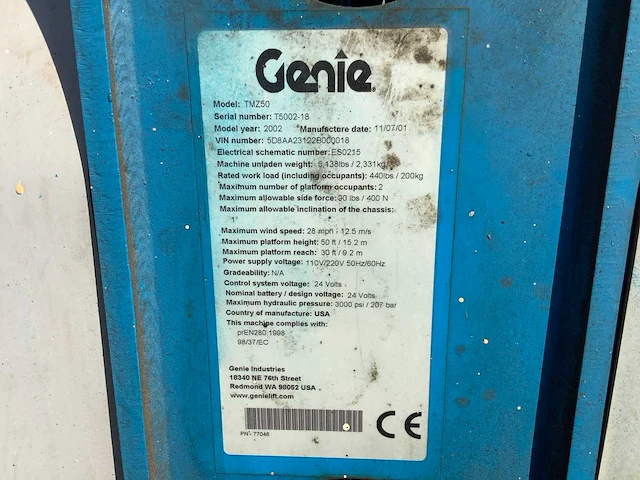 Genie
Model: TMZ50
Serial number: T5002-18
Model year: 2002 Manufacture date: 11/07/01
VIN number: 5D8AA23122B000018
Electrical schematic number: ES0215
Machine unladen weight: 5,138lbs / 2,331kg
Rated work load (including occupants): 440lbs / 200kg
Maximum number of platform occupants: 2
Maximum allowable side force: 30 lbs / 400 N
Maximum allowable inclination of the chassis:
Maximum wind speed: 28 mph - 12.5 m/s
Maximum platform height: 50 ft / 15.2 m
Maximum platform reach: 30 ft / 9.2 m
Power supply voltage: 110V/220V 50Hz/60Hz
Gradeability: N/A
Control system voltage: 24 Volts
Nominal battery / design voltage: 24 Volts
Maximum hydraulic pressure: 3000 psi / 207 bar
Country of manufacture: USA
This machine complies with:
prEN280:1998
98/37/EC
Genie Industries
18340 NE 76th Street
Redmond WA 98052 USA
www.genielift.com
PN- 77046
CE